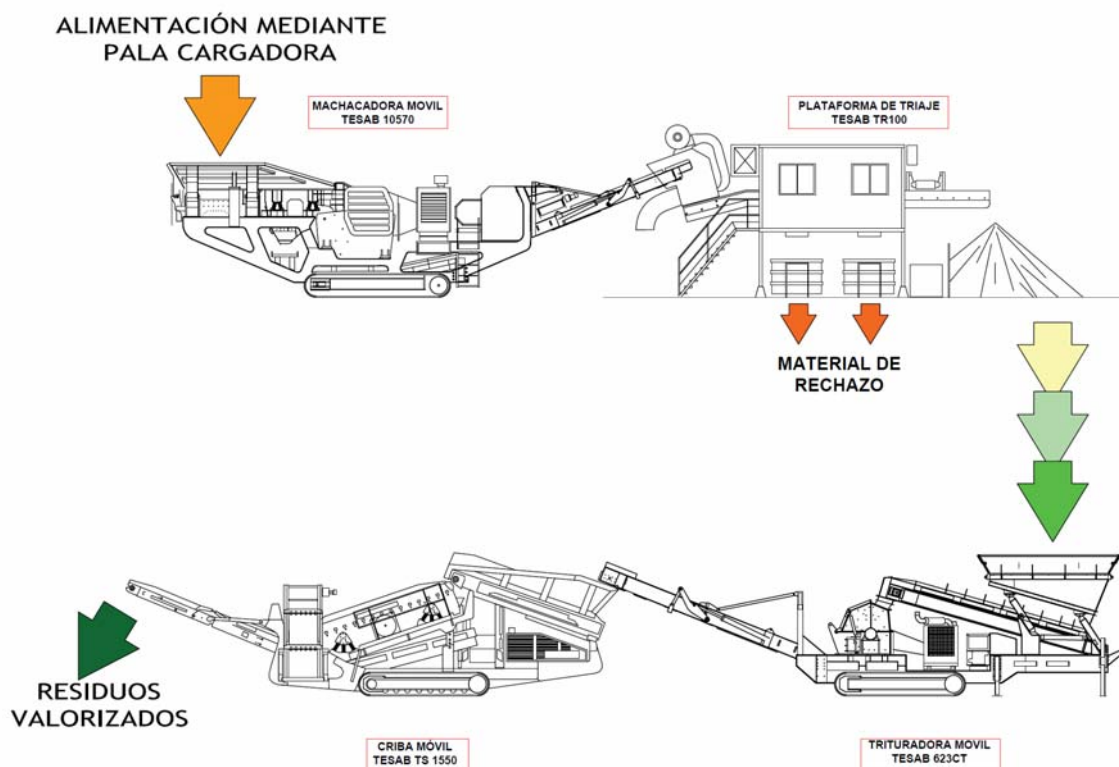 ALIMENTACIÓN MEDIANTE
PALA CARGADORA
MACHACADORA MOVIL
TESAB 10570
PLATAFORMA DE TRIAJE
TESAB TR100
MATERIAL DE
RECHAZO
RESIDUOS
VALORIZADOS
CRIBA MÓVIL
TESAB TS 1550
TRITURADORA MOVIL
TESAB 623CT